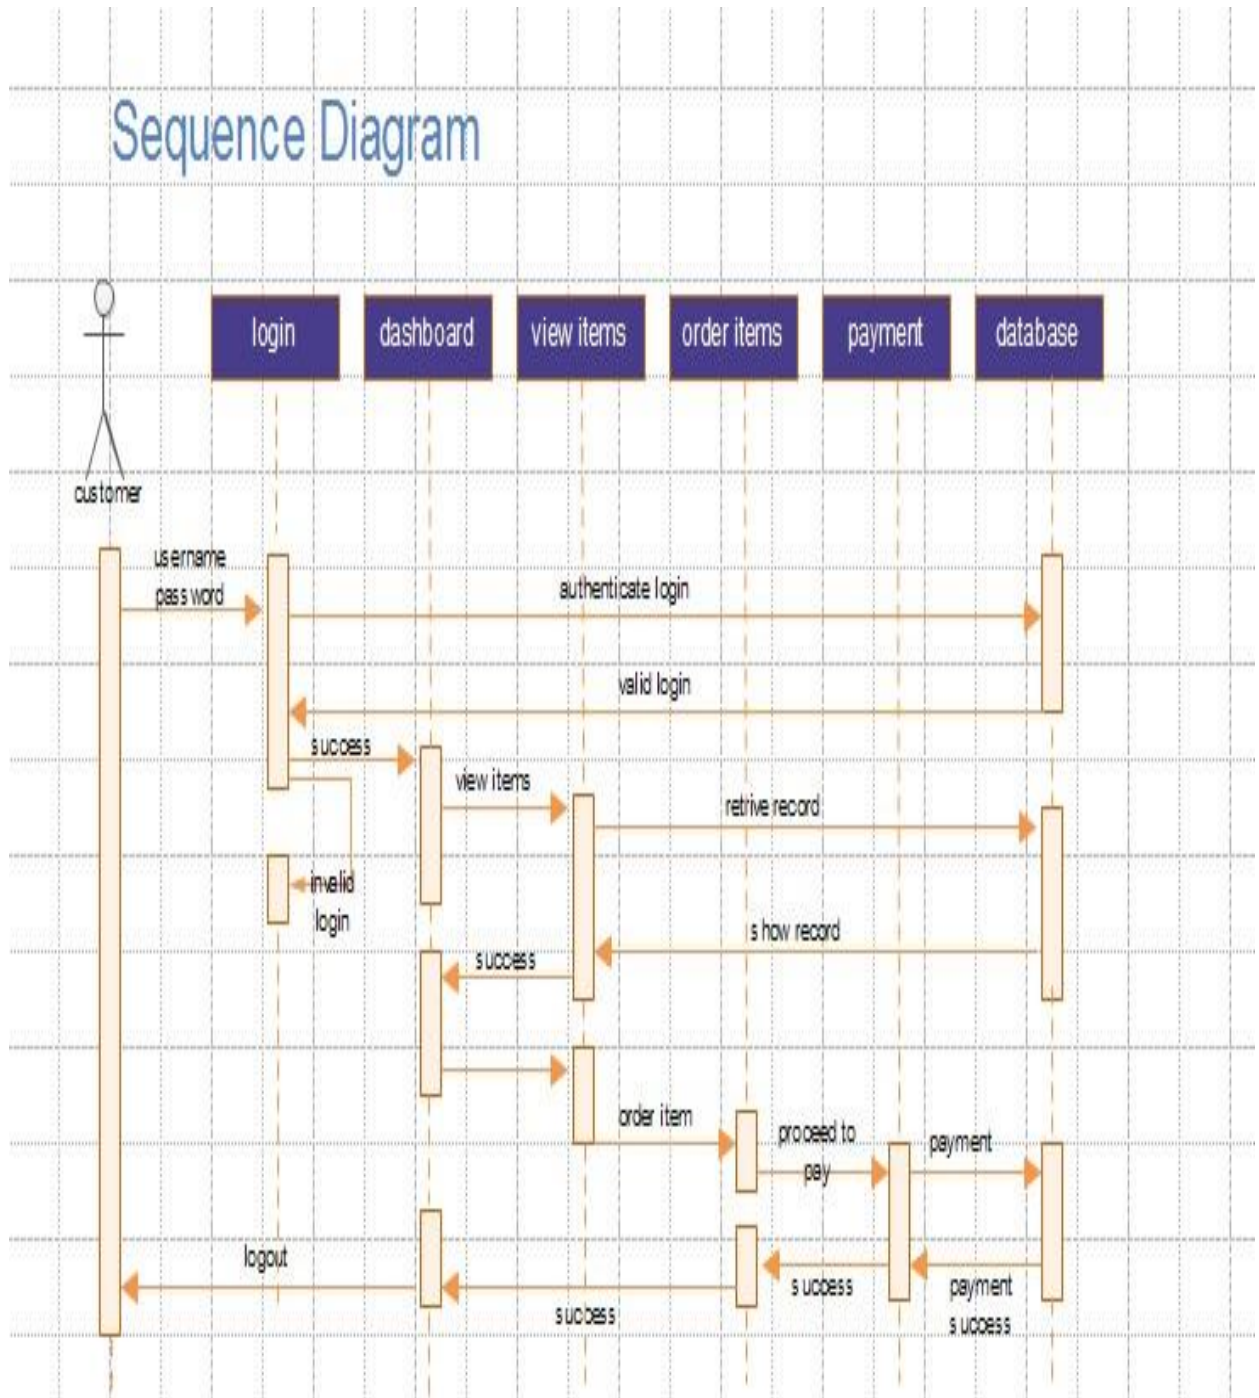 Sequence Diagram
login
dashboard
view items
order items
payment
database
customer
username
password
authenticate login
valid login
success
view items
retrive record
invalid
login
show record
success
order item
proceed to
pay
payment
logout
success
success
payment
success